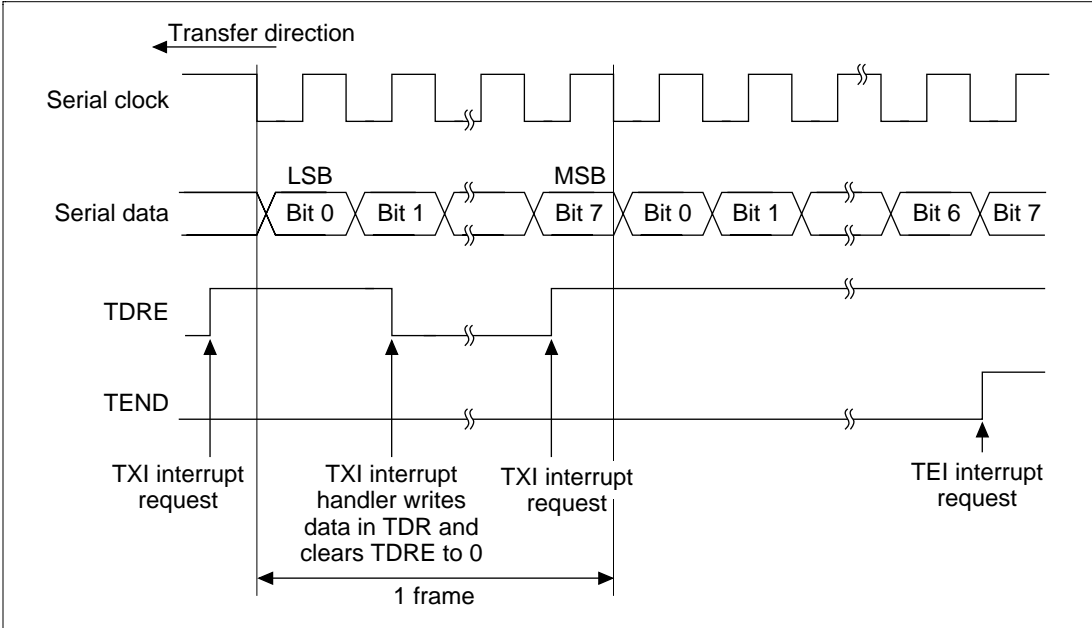 Transfer direction
Serial clock
LSB
MSB
Serial data
Bit 0
Bit 1
Bit 7
Bit 0
Bit 1
Bit 6
Bit 7
TDRE
TEND
TXI interrupt
request
TXI interrupt
handler writes
data in TDR and
clears TDRE to 0
TXI interrupt
request
TEI interrupt
request
1 frame